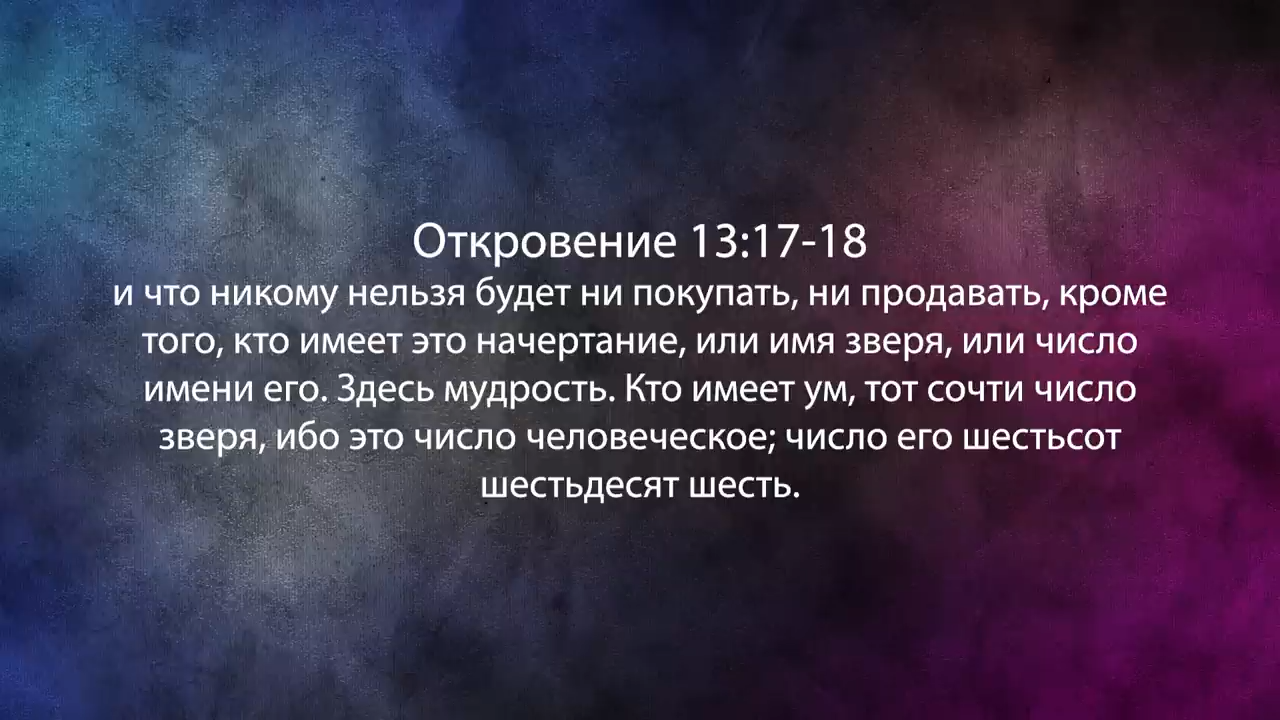 Откровение 13:17-18
и что никому нельзя будет ни покупать, ни продавать, кроме
того, кто имеет это начертание, или имя зверя, или число
имени его. Здесь мудрость. Кто имеет ум, тот сочти число
зверя, ибо это число человеческое; число его шестьсот
шестьдесят шесть.